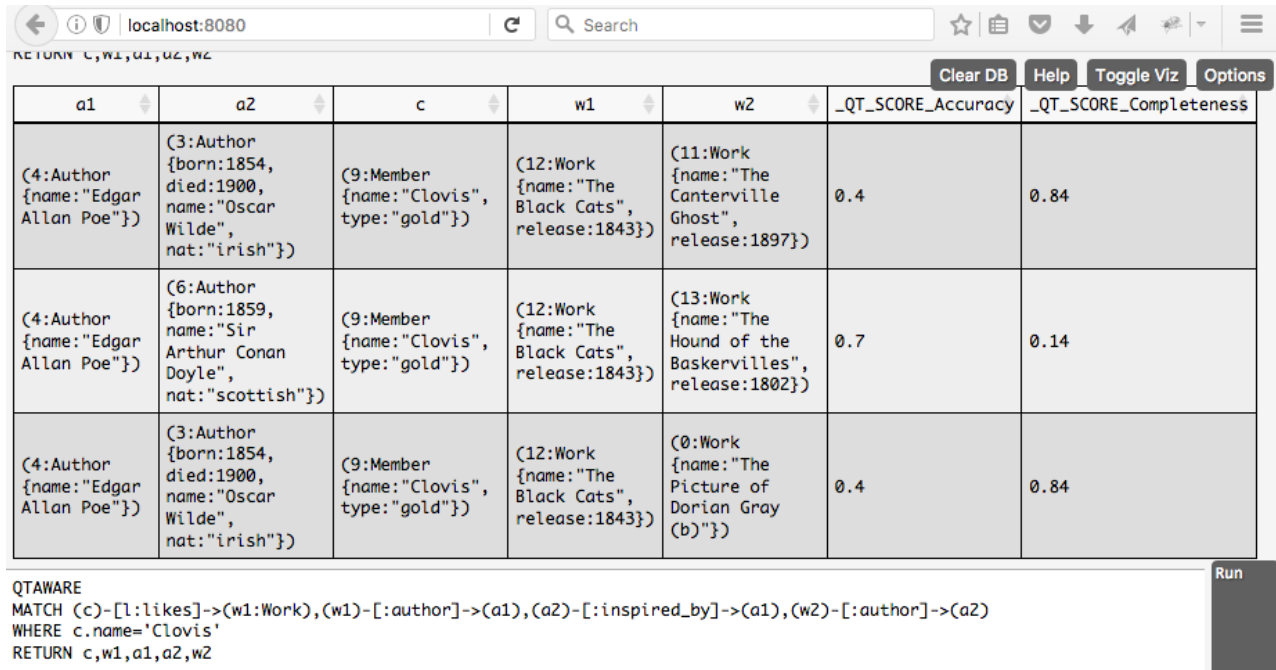 localhost:8080
Search
RETURN c,w1,a1,a2,w2
Clear DB Help Toggle Viz Options
a1 a2 c w1 w2 _QT_SCORE_Accuracy _QT_SCORE_Completeness
(4:Author
{name:"Edgar
Allan Poe"})
(3:Author
{born:1854,
died:1900,
name:"Oscar
Wilde",
nat:"irish"})
(9:Member
{name:"Clovis",
type:"gold"})
(12:Work
{name:"The
Black Cats",
release:1843})
(11:Work
{name:"The
Canterville
Ghost",
release:1897})
0.4
0.84
(4:Author
{name:"Edgar
Allan Poe"})
(6:Author
{born:1859,
name:"Sir
Arthur Conan
Doyle",
nat:"scottish"})
(9:Member
{name:"Clovis",
type:"gold"})
(12:Work
{name:"The
Black Cats",
release:1843})
(13:Work
{name:"The
Hound of the
Baskervilles",
release:1802})
0.7
0.14
(4:Author
{name:"Edgar
Allan Poe"})
(3:Author
{born:1854,
died:1900,
name:"Oscar
Wilde",
nat:"irish"})
(9:Member
{name:"Clovis",
type:"gold"})
(12:Work
{name:"The
Black Cats",
release:1843})
(0:Work
{name:"The
Picture of
Dorian Gray
(b)"})
0.4
0.84
QTAWARE
MATCH (c)-[l:likes]->(w1:Work),(w1)-[:author]->(a1),(a2)-[:inspired_by]->(a1),(w2)-[:author]->(a2)
WHERE c.name='Clovis'
RETURN c,w1,a1,a2,w2
Run